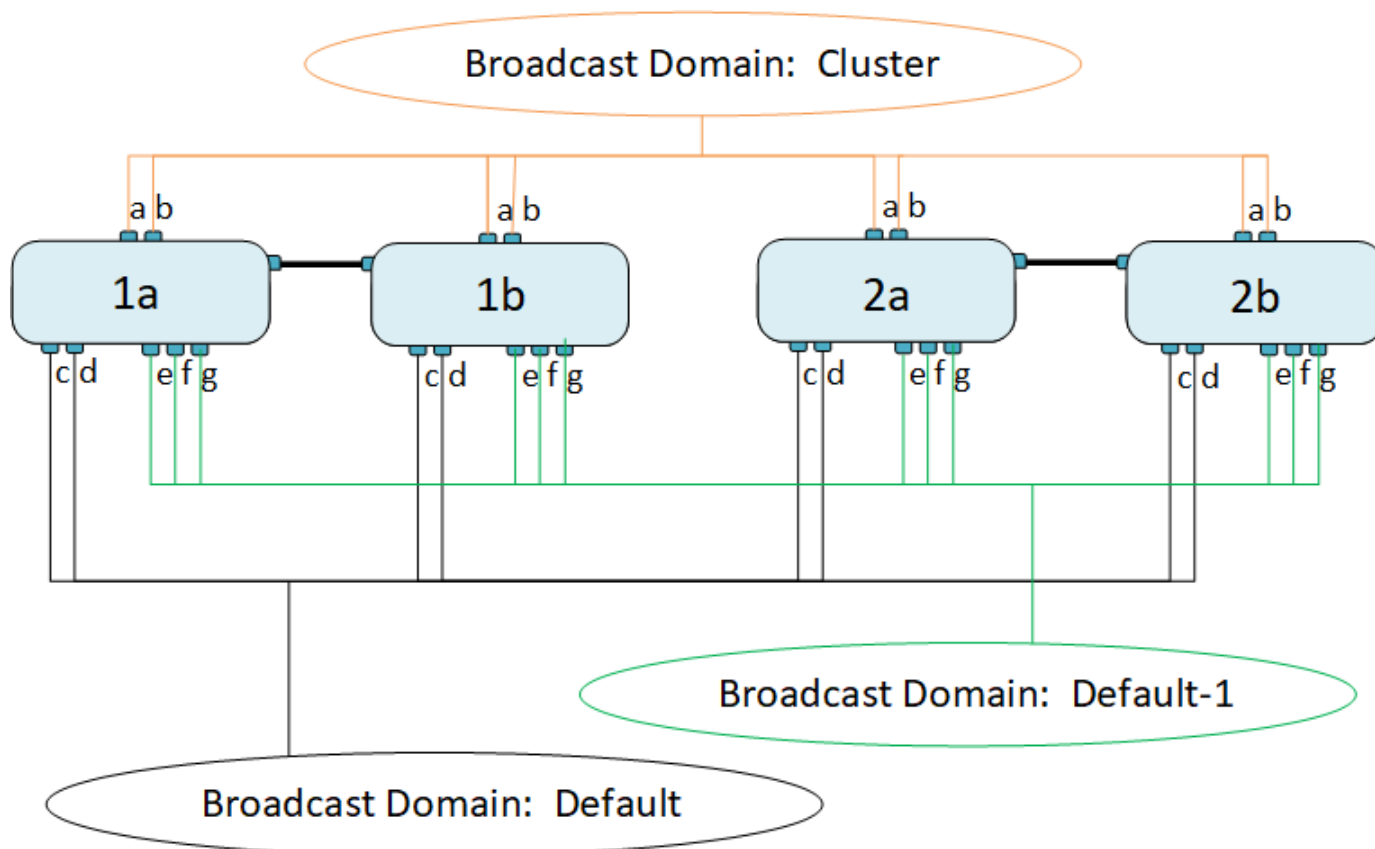 Broadcast Domain: Cluster
a b a b a b a b
1a 1b 2a 2b
c d e f g c d e f g c d e f g c d e f g
Broadcast Domain: Default-1
Broadcast Domain: Default